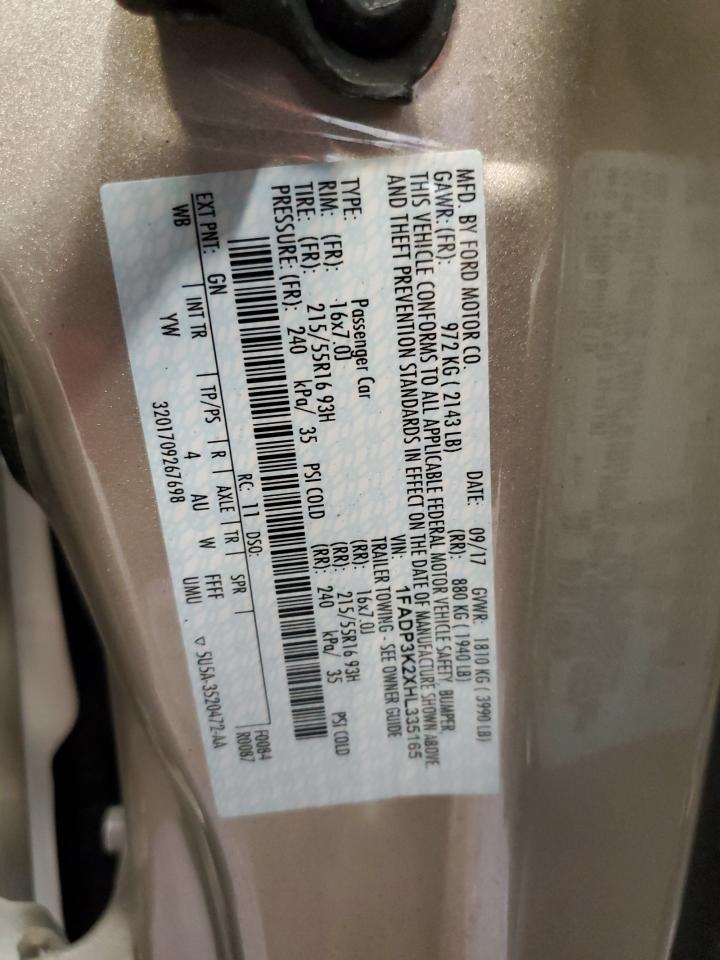 MFD. BY FORD MOTOR CO. DATE: 09/17 GVWR: 1810 KG ( 3990 LB)
GAWR: (FR): 972 KG ( 2143 LB) (RR): 880 KG ( 1940 LB)
THIS VEHICLE CONFORMS TO ALL APPLICABLE FEDERAL MOTOR VEHICLE SAFETY, BUMPER,
AND THEFT PREVENTION STANDARDS IN EFFECT ON THE DATE OF MANUFACTURE SHOWN ABOVE.
VIN: 1FADP3K2XHL335165
TYPE: Passenger Car TRAILER TOWING - SEE OWNER GUIDE
RIM: (FR): 16x7.0J (RR): 16x7.0J
TIRE: (FR): 215/55R16 93H (RR): 215/55R16 93H
PRESSURE: (FR): 240 kPa/ 35 PSI COLD (RR): 240 kPa/ 35 PSI COLD
RC: 11 DSO: F0084
EXT PNT: GN | INT TR | TP/PS | R | AXLE | TR | SPR | R0087
WB YW 4 AU W FFFF UMU
3201709267698 ▽ 5U5A-3520472-AA